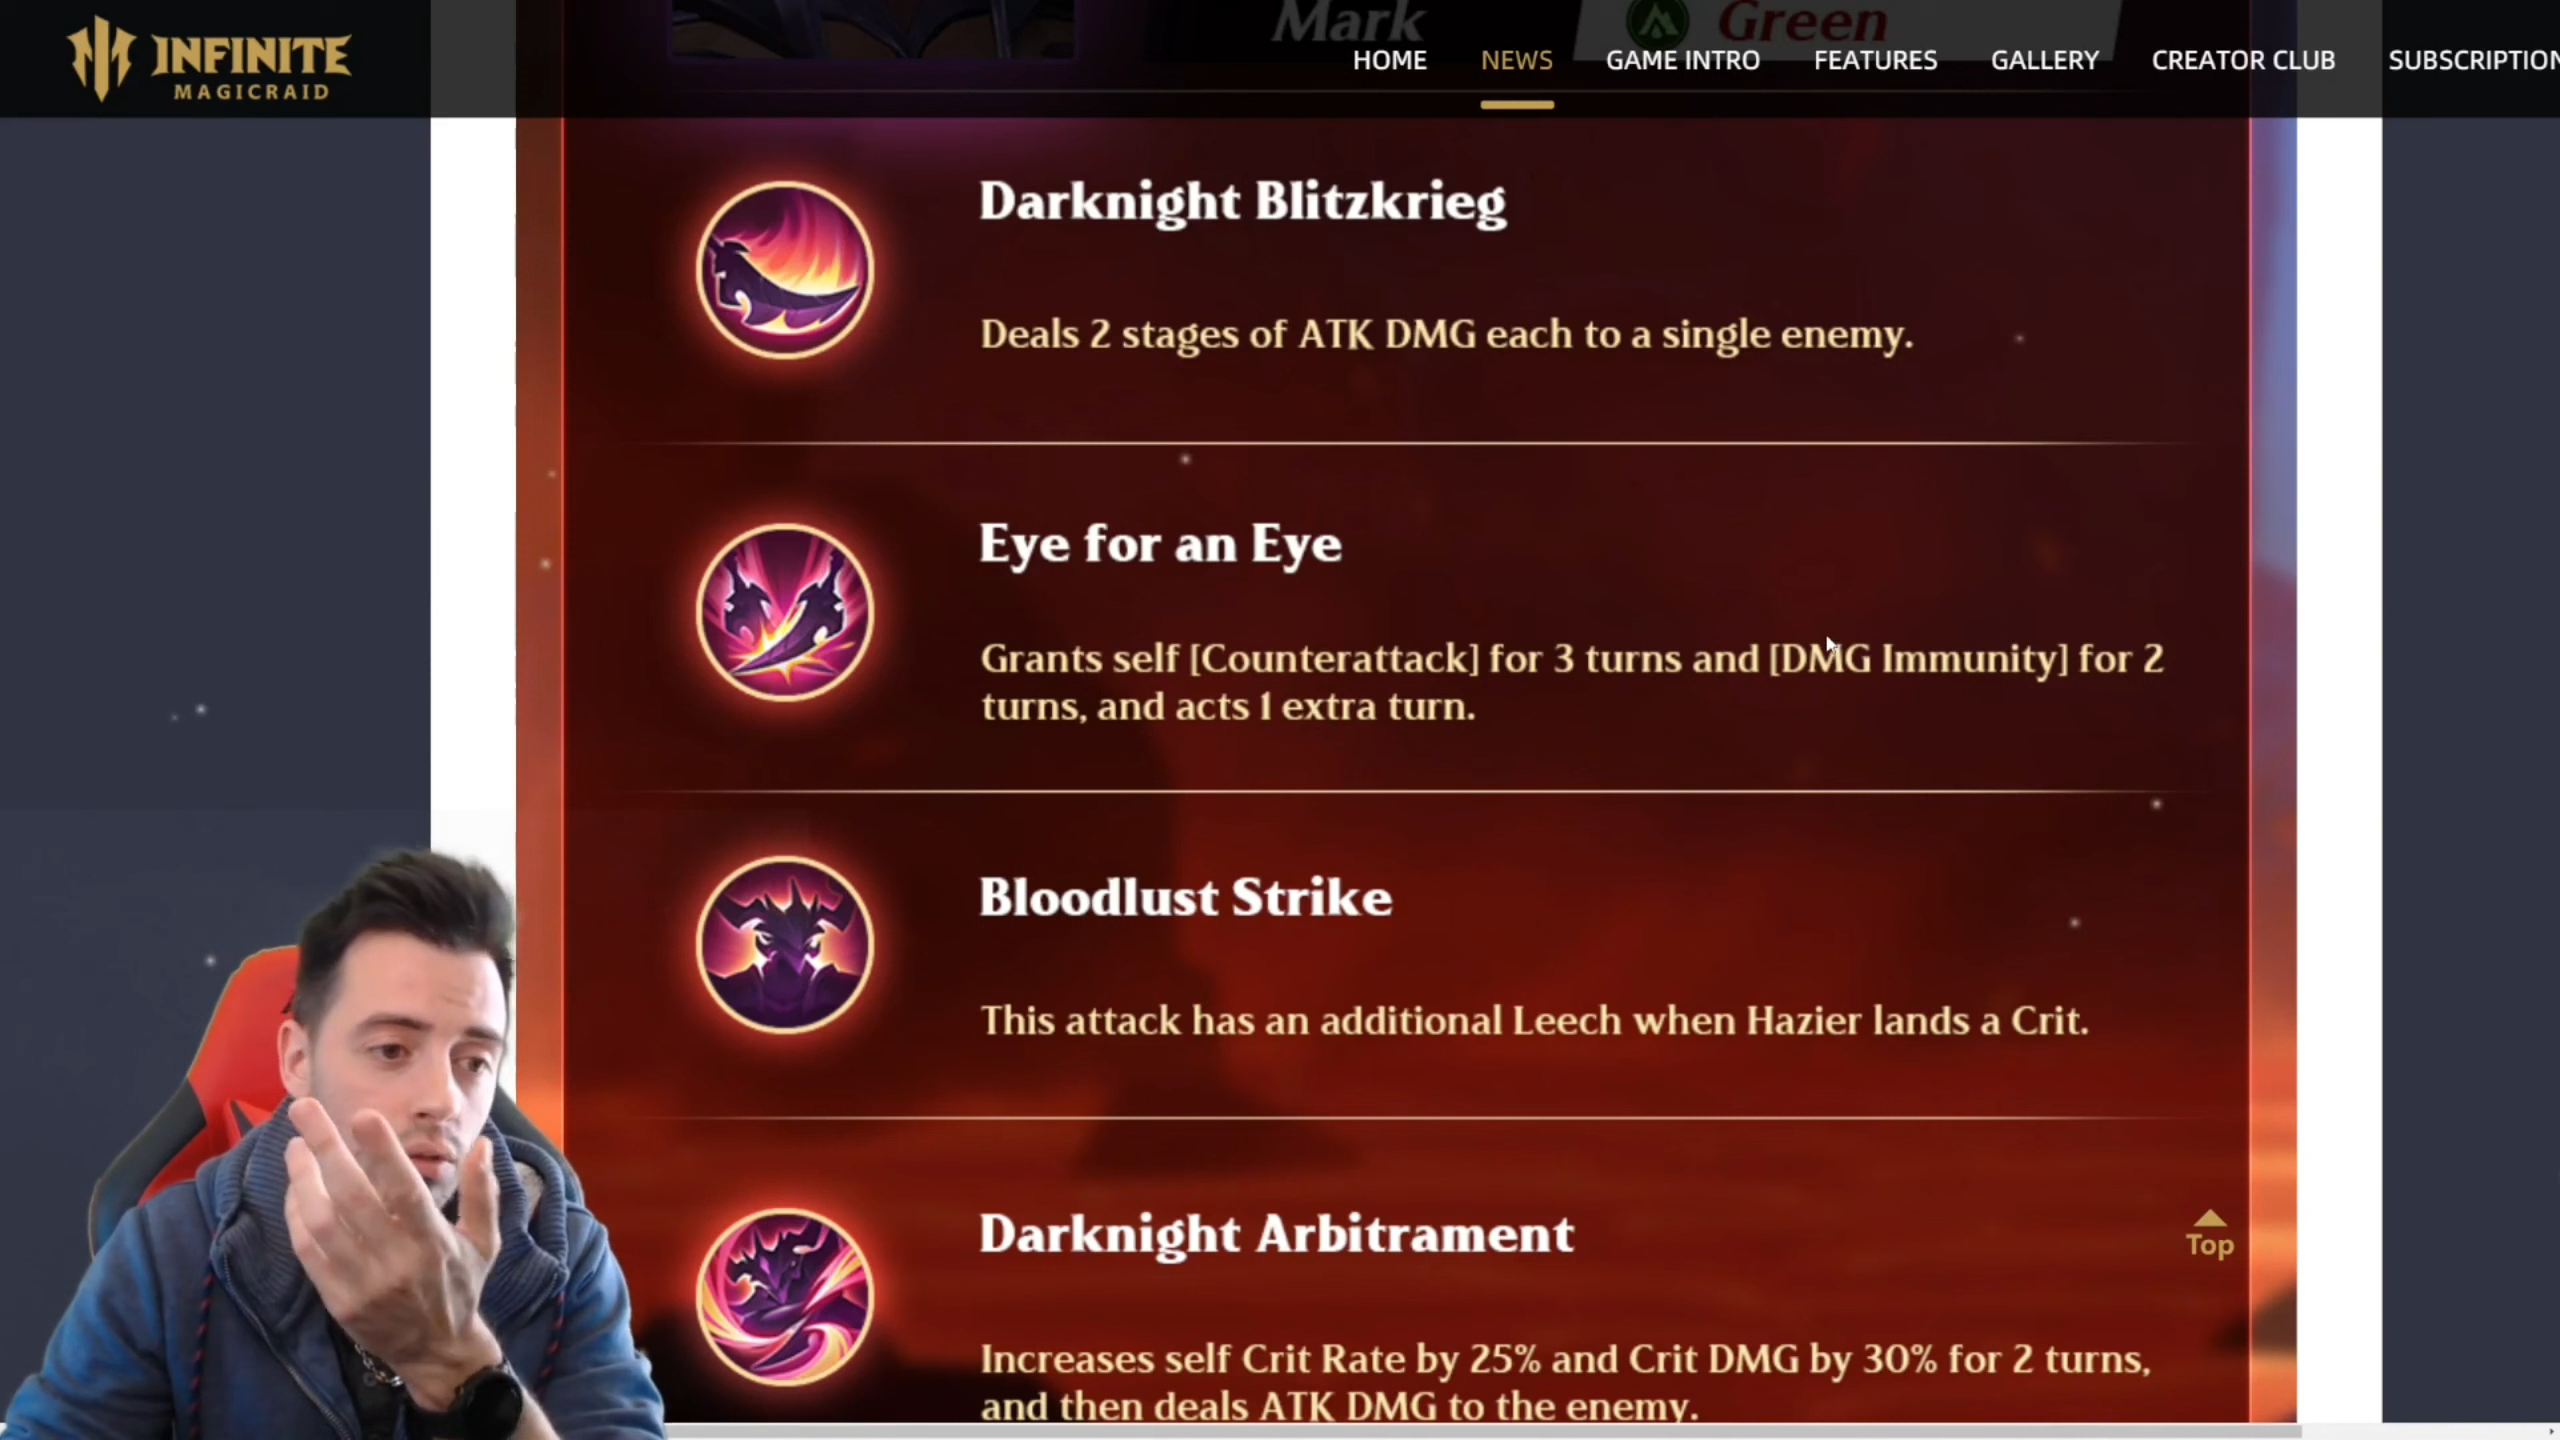 INFINITE
MAGICRAID
HOME NEWS GAME INTRO FEATURES GALLERY CREATOR CLUB SUBSCRIPTION
Mark
Green
Darknight Blitzkrieg
Deals 2 stages of ATK DMG each to a single enemy.
Eye for an Eye
Grants self [Counterattack] for 3 turns and [DMG Immunity] for 2
turns, and acts 1 extra turn.
Bloodlust Strike
This attack has an additional Leech when Hazier lands a Crit.
Darknight Arbitrament
Top
Increases self Crit Rate by 25% and Crit DMG by 30% for 2 turns,
and then deals ATK DMG to the enemy.